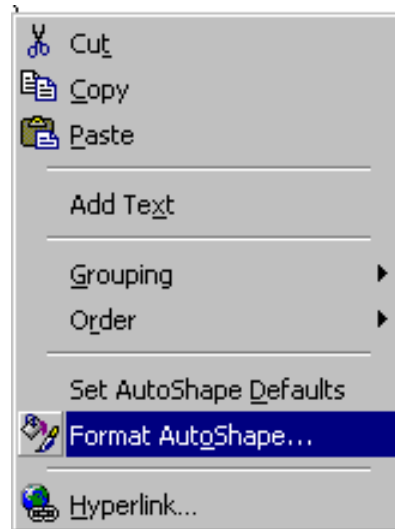 Cut
Copy
Paste
Add Text
Grouping
Order
Set AutoShape Defaults
Format AutoShape...
Hyperlink...